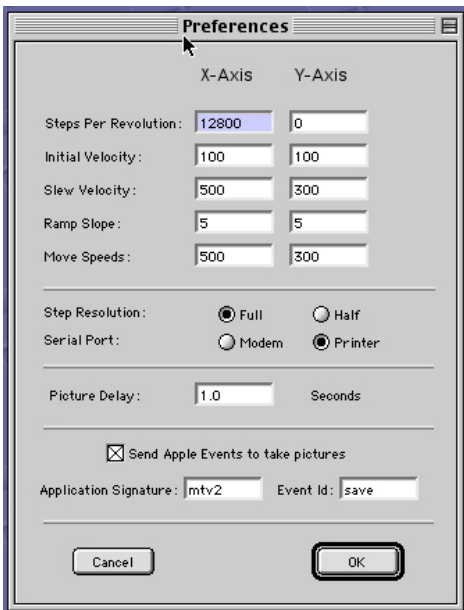 Preferences
X-Axis Y-Axis
Steps Per Revolution: 12800 0
Initial Velocity: 100 100
Slew Velocity: 500 300
Ramp Slope: 5 5
Move Speeds: 500 300
Step Resolution: Full Half
Serial Port: Modem Printer
Picture Delay: 1.0 Seconds
Send Apple Events to take pictures
Application Signature: mtv2 Event Id: save
Cancel OK